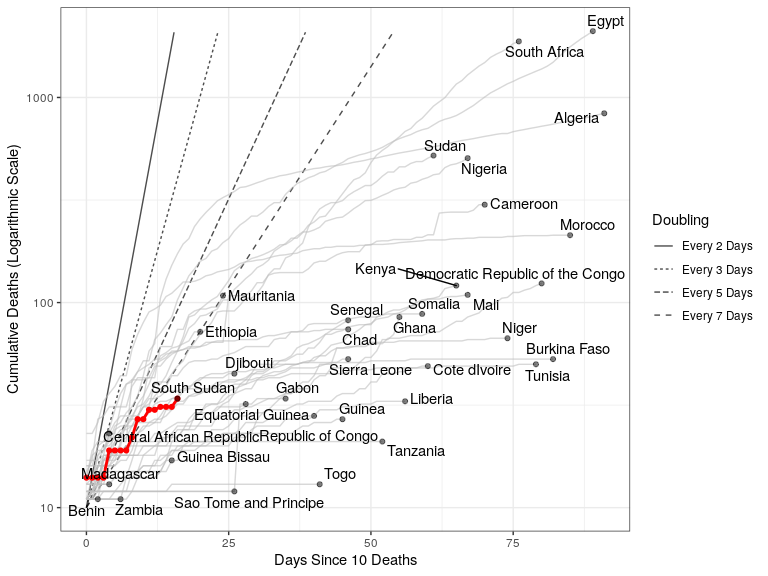 Egypt
South Africa
1000
Algeria
Sudan
Nigeria
Cameroon
Morocco
Kenya
Democratic Republic of the Congo
Mauritania
100
Somalia
Mali
Senegal
Ghana
Ethiopia
Chad
Niger
Burkina Faso
Djibouti
Sierra Leone
Cote dIvoire
Tunisia
South Sudan
Gabon
Liberia
Equatorial Guinea
Guinea
Central African Republic
Republic of Congo
Tanzania
Guinea Bissau
Madagascar
Togo
Sao Tome and Principe
10
Benin
Zambia
0
25
50
75
Days Since 10 Deaths
Cumulative Deaths (Logarithmic Scale)
Doubling
Every 2 Days
Every 3 Days
Every 5 Days
Every 7 Days